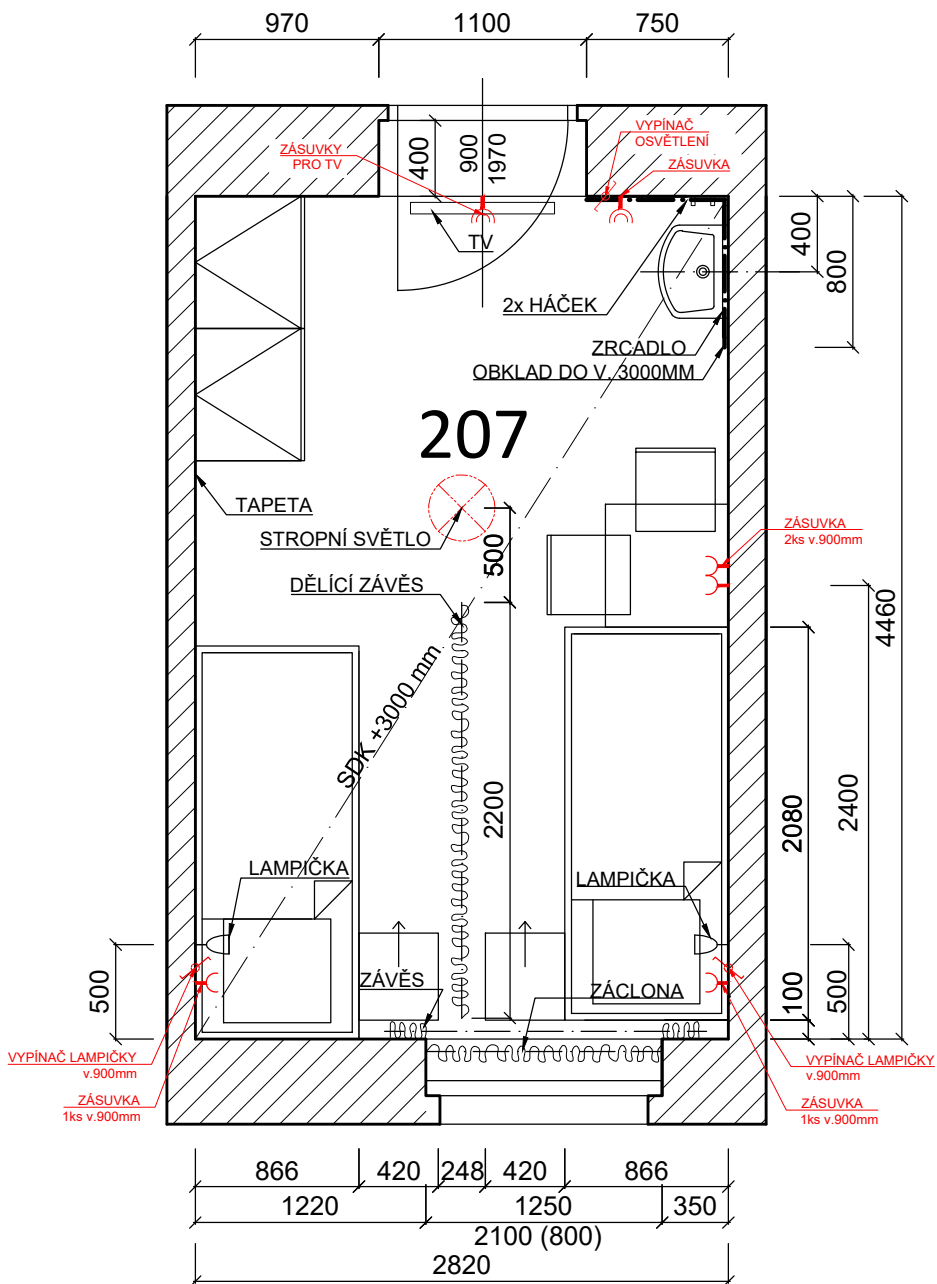 970
1100
750
VYPÍNAČ
OSVĚTLENÍ
ZÁSUVKY
PRO TV
ZÁSUVKA
400
900
1970
TV
400
800
2x HÁČEK
ZRCADLO
OBKLAD DO V. 3000MM
207
TAPETA
STROPNÍ SVĚTLO
500
ZÁSUVKA
2ks v.900mm
DĚLÍCÍ ZÁVĚS
4460
SDK +3000 mm
2200
2080
2400
LAMPIČKA
LAMPIČKA
500
ZÁVĚS
ZÁCLONA
100
500
VYPÍNAČ LAMPIČKY
v.900mm
VYPÍNAČ LAMPIČKY
v.900mm
ZÁSUVKA
1ks v.900mm
ZÁSUVKA
1ks v.900mm
866
420
248
420
866
1220
1250
350
2100 (800)
2820